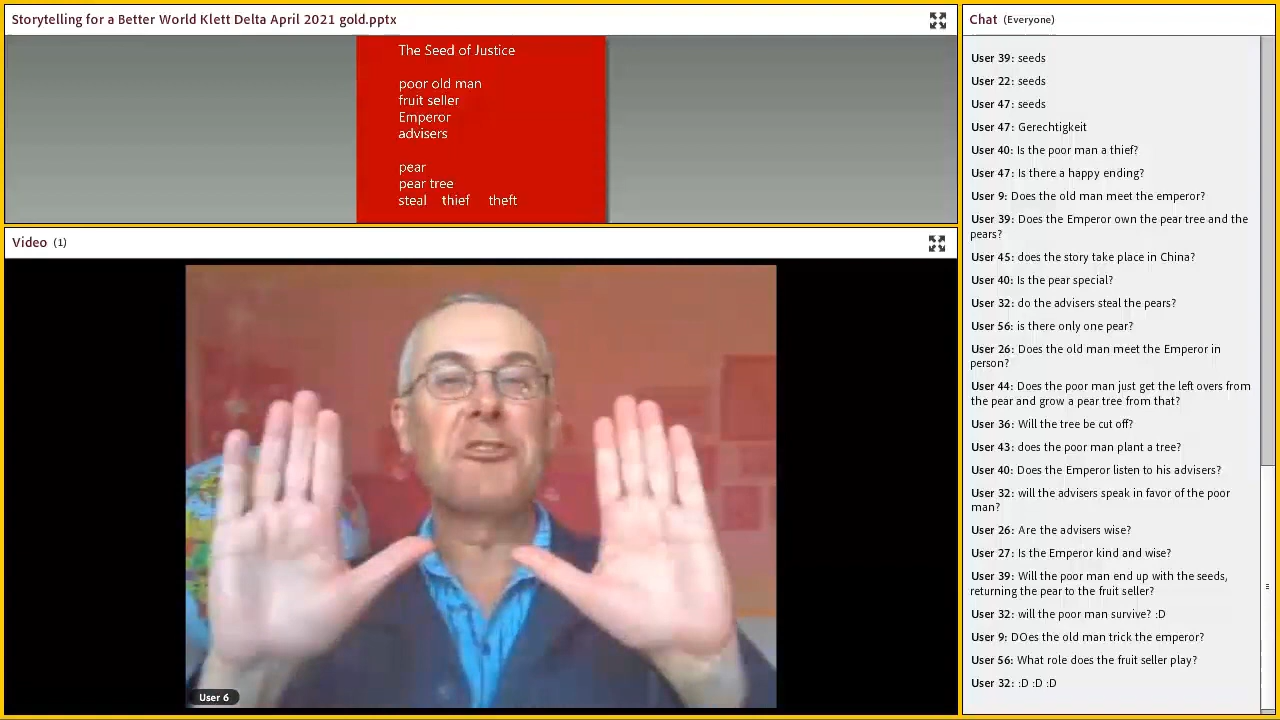 Storytelling for a Better World Klett Delta April 2021 gold.pptx
The Seed of Justice
poor old man
fruit seller
Emperor
advisers
pear
pear tree
steal thief theft
Video (1)
User 6
Chat (Everyone)
User 39: seeds
User 22: seeds
User 47: seeds
User 47: Gerechtigkeit
User 40: Is the poor man a thief?
User 47: Is there a happy ending?
User 9: Does the old man meet the emperor?
User 39: Does the Emperor own the pear tree and the
pears?
User 45: does the story take place in China?
User 40: Is the pear special?
User 32: do the advisers steal the pears?
User 56: is there only one pear?
User 26: Does the old man meet the Emperor in
person?
User 44: Does the poor man just get the left overs from
the pear and grow a pear tree from that?
User 36: Will the tree be cut off?
User 43: does the poor man plant a tree?
User 40: Does the Emperor listen to his advisers?
User 32: will the advisers speak in favor of the poor
man?
User 26: Are the advisers wise?
User 27: Is the Emperor kind and wise?
User 39: Will the poor man end up with the seeds,
returning the pear to the fruit seller?
User 32: will the poor man survive? :D
User 9: DOes the old man trick the emperor?
User 56: What role does the fruit seller play?
User 32: :D :D :D